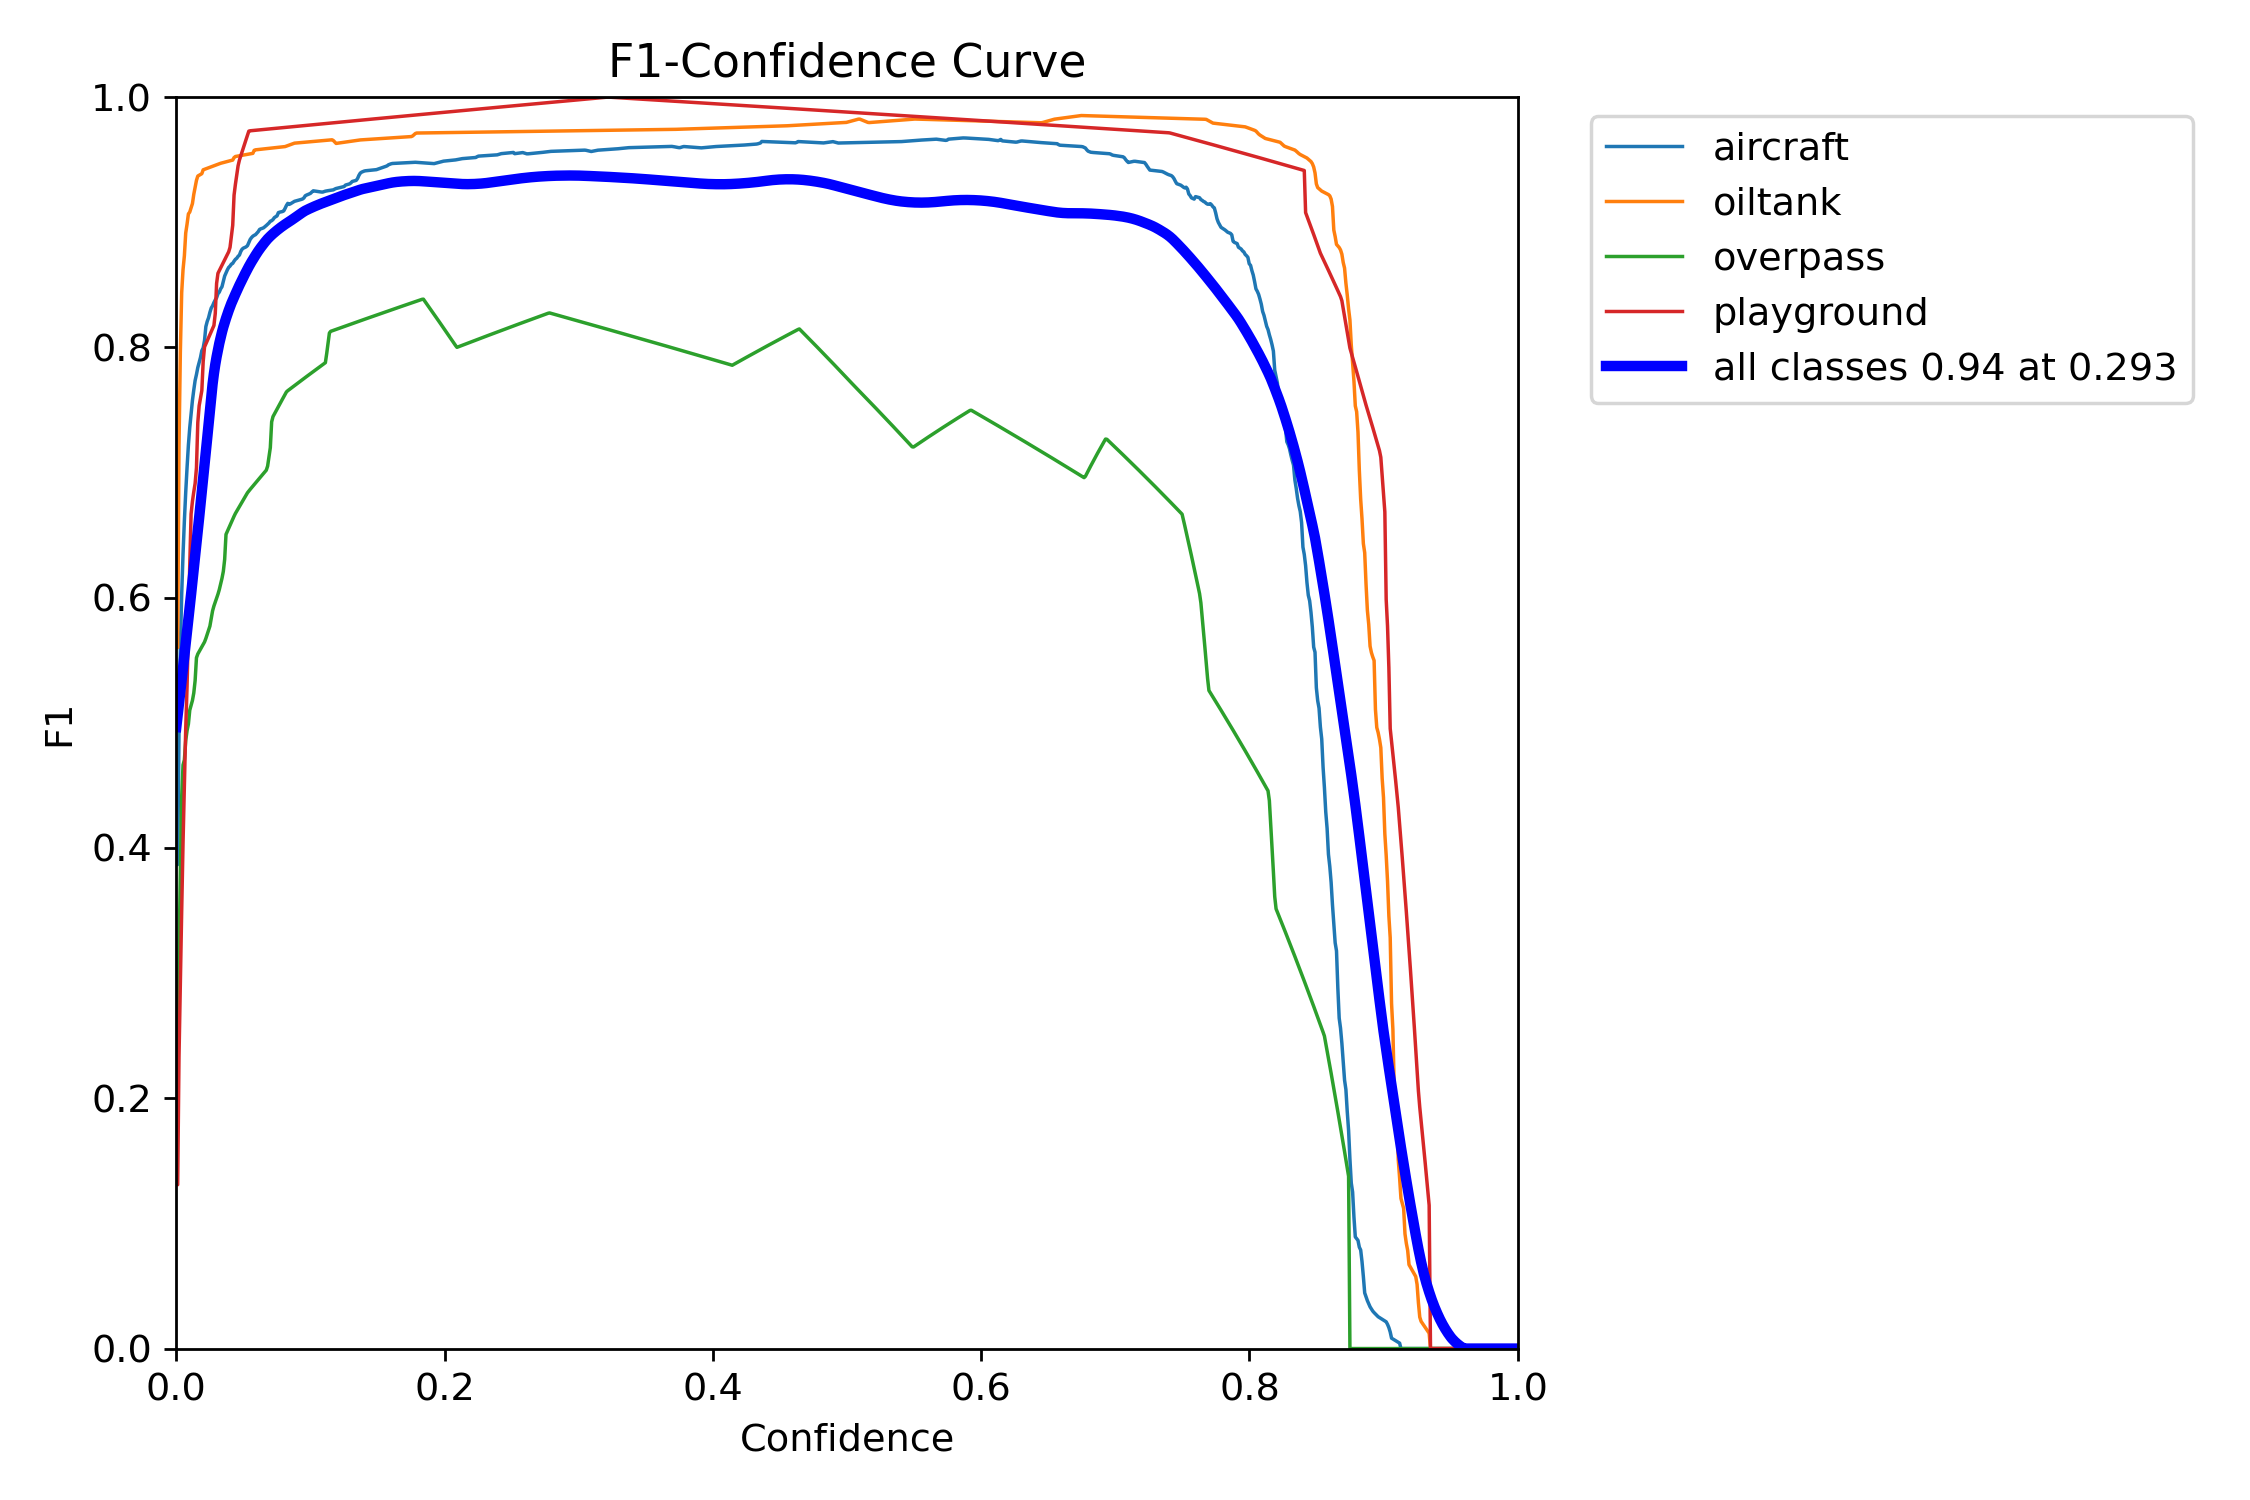 F1-Confidence Curve
1.0
0.8
0.6
0.4
0.2
0.0
F1
0.0 0.2 0.4 0.6 0.8 1.0
Confidence
aircraft
oiltank
overpass
playground
all classes 0.94 at 0.293